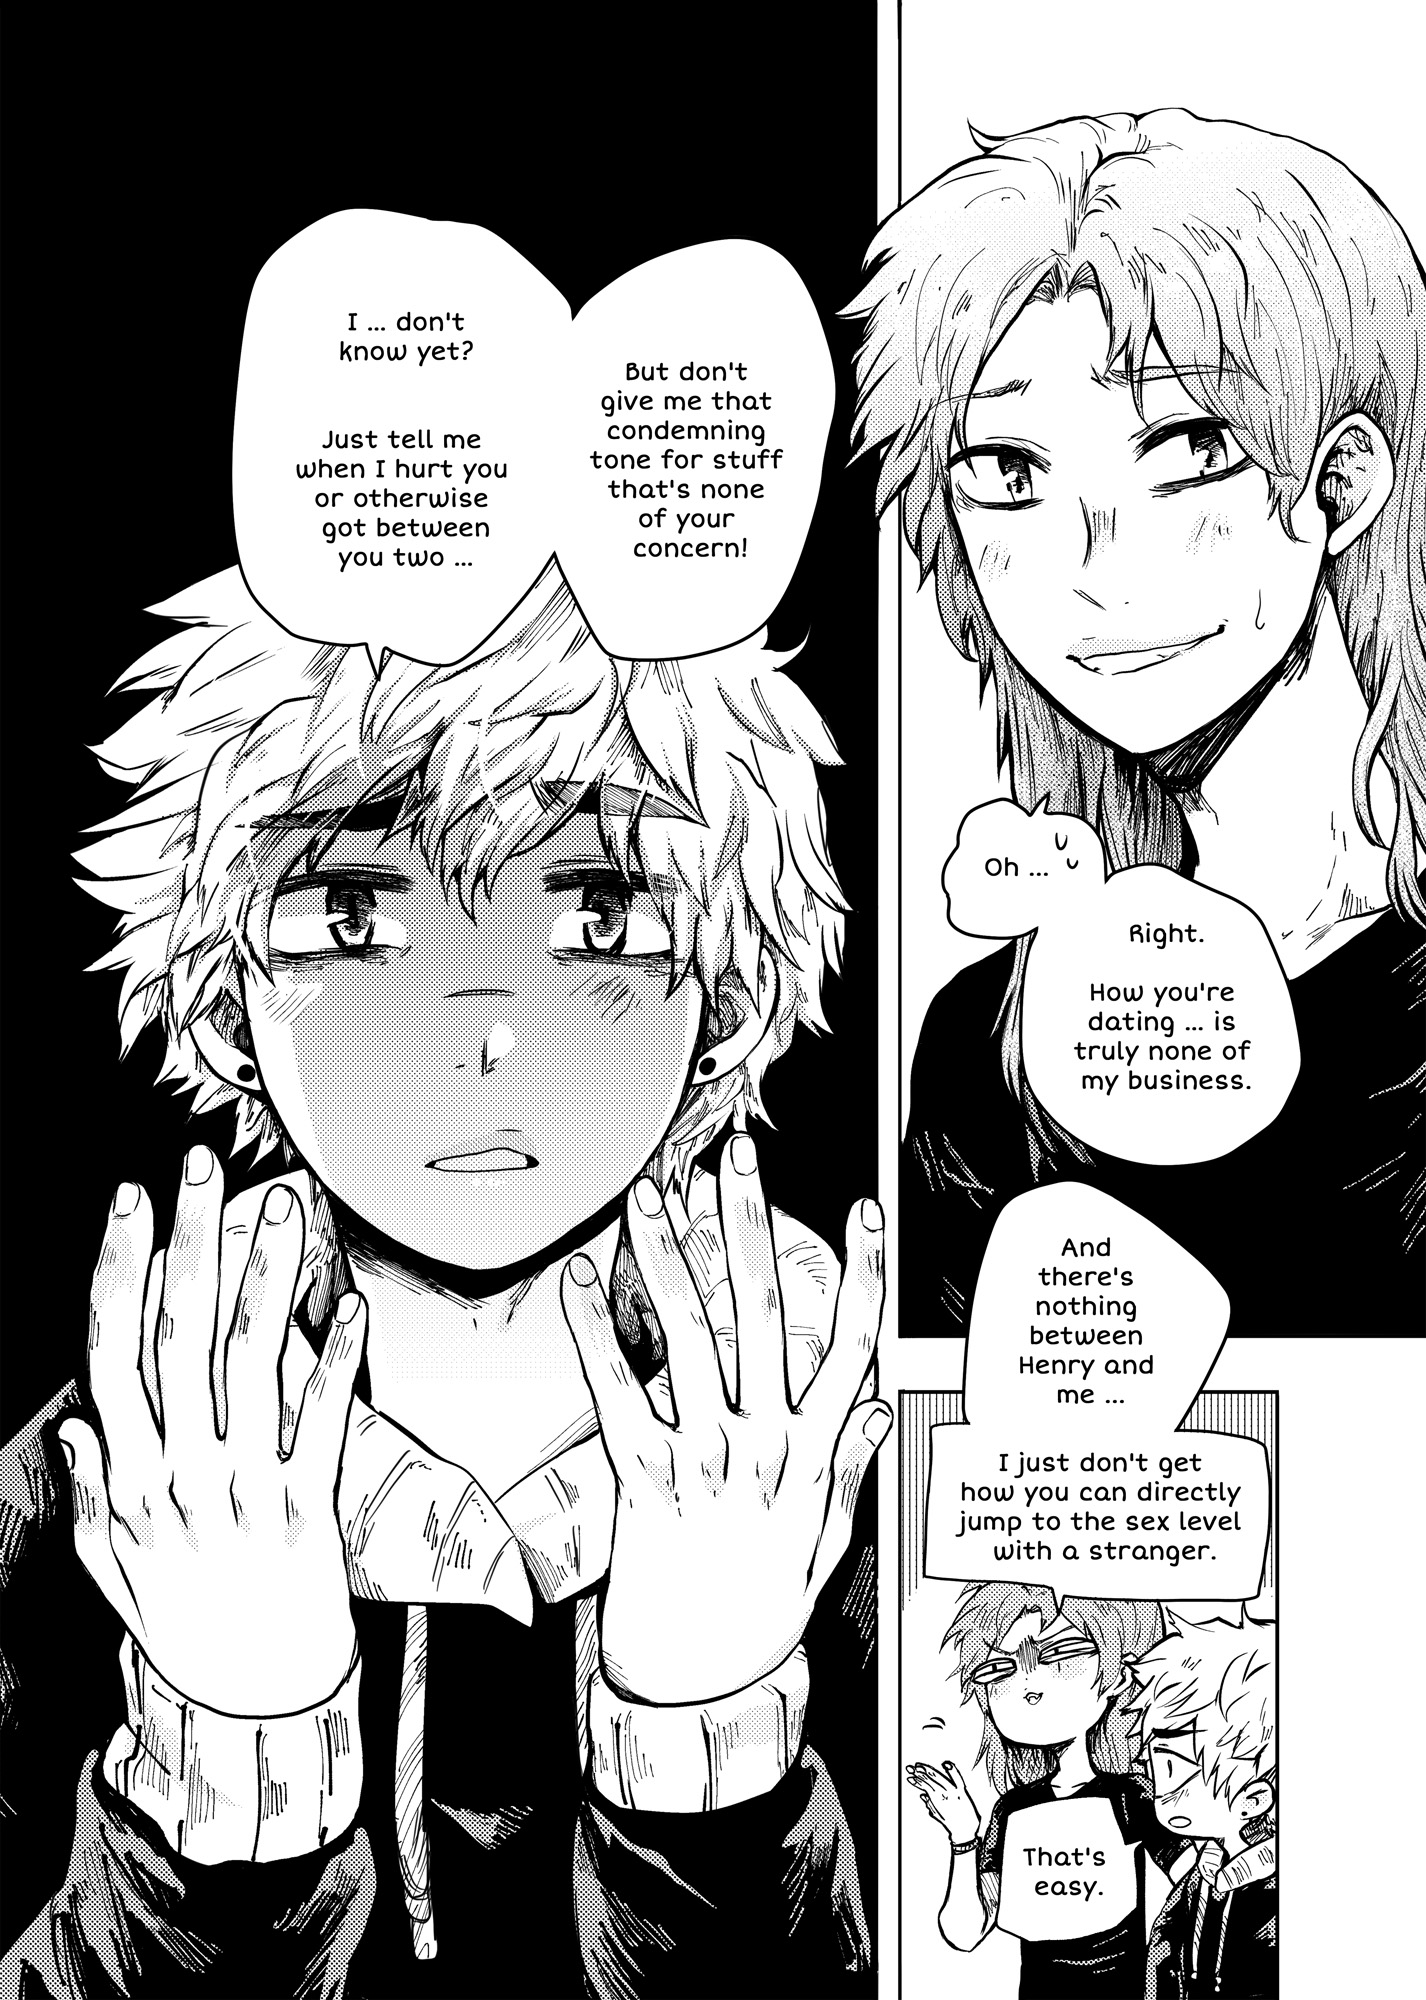 I ... don't
know yet?
Just tell me
when I hurt you
or otherwise
got between
you two ...
But don't
give me that
condemning
tone for stuff
that's none
of your
concern!
Oh ...
Right.
How you're
dating ... is
truly none of
my business.
And
there's
nothing
between
Henry and
me ...
I just don't get
how you can directly
jump to the sex level
with a stranger.
That's
easy.